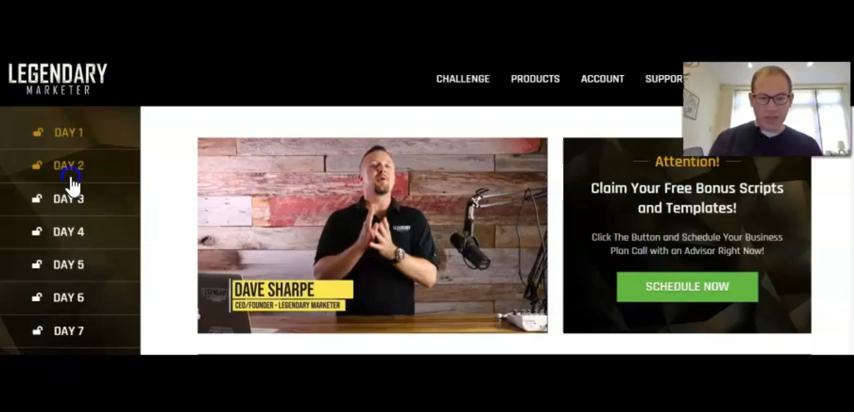 LEGENDARY
MARKETER
CHALLENGE
PRODUCTS
ACCOUNT
SUPPOR
DAY 1
DAY 2
DAY 3
DAY 4
DAY 5
DAY 6
DAY 7
DAVE SHARPE
CEO/FOUNDER - LEGENDARY MARKETER
Attention!
Claim Your Free Bonus Scripts
and Templates!
Click The Button and Schedule Your Business
Plan Call with an Advisor Right Now!
SCHEDULE NOW